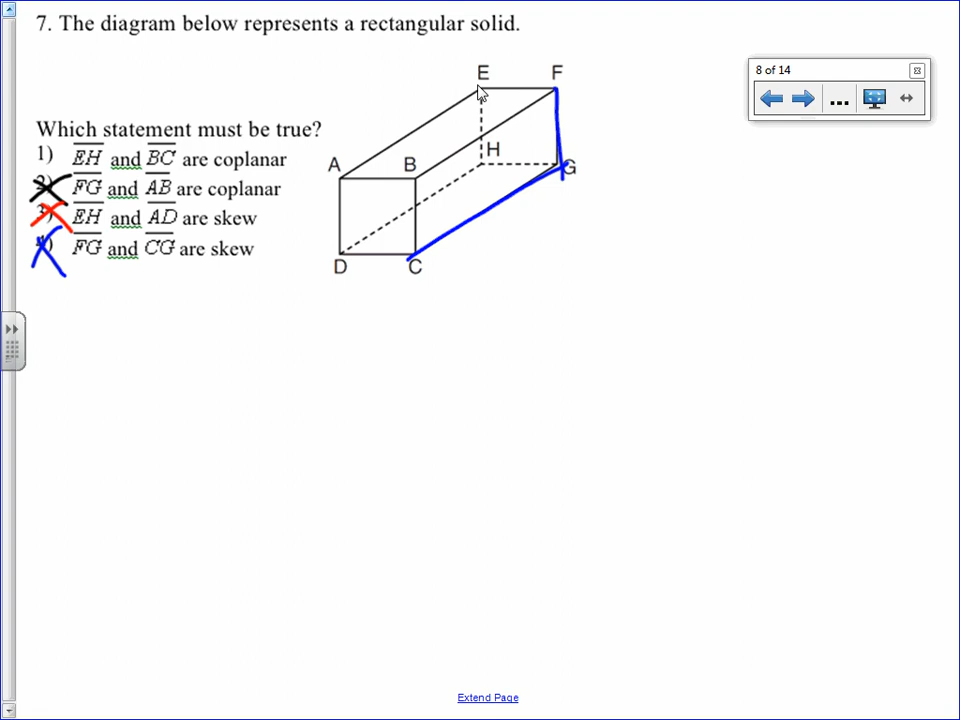 7. The diagram below represents a rectangular solid.
8 of 14
E F
Which statement must be true?
H
1) EH and BC are coplanar
A B G
2) FG and AB are coplanar
3) EH and AD are skew
4) FG and CG are skew
D C
Extend Page